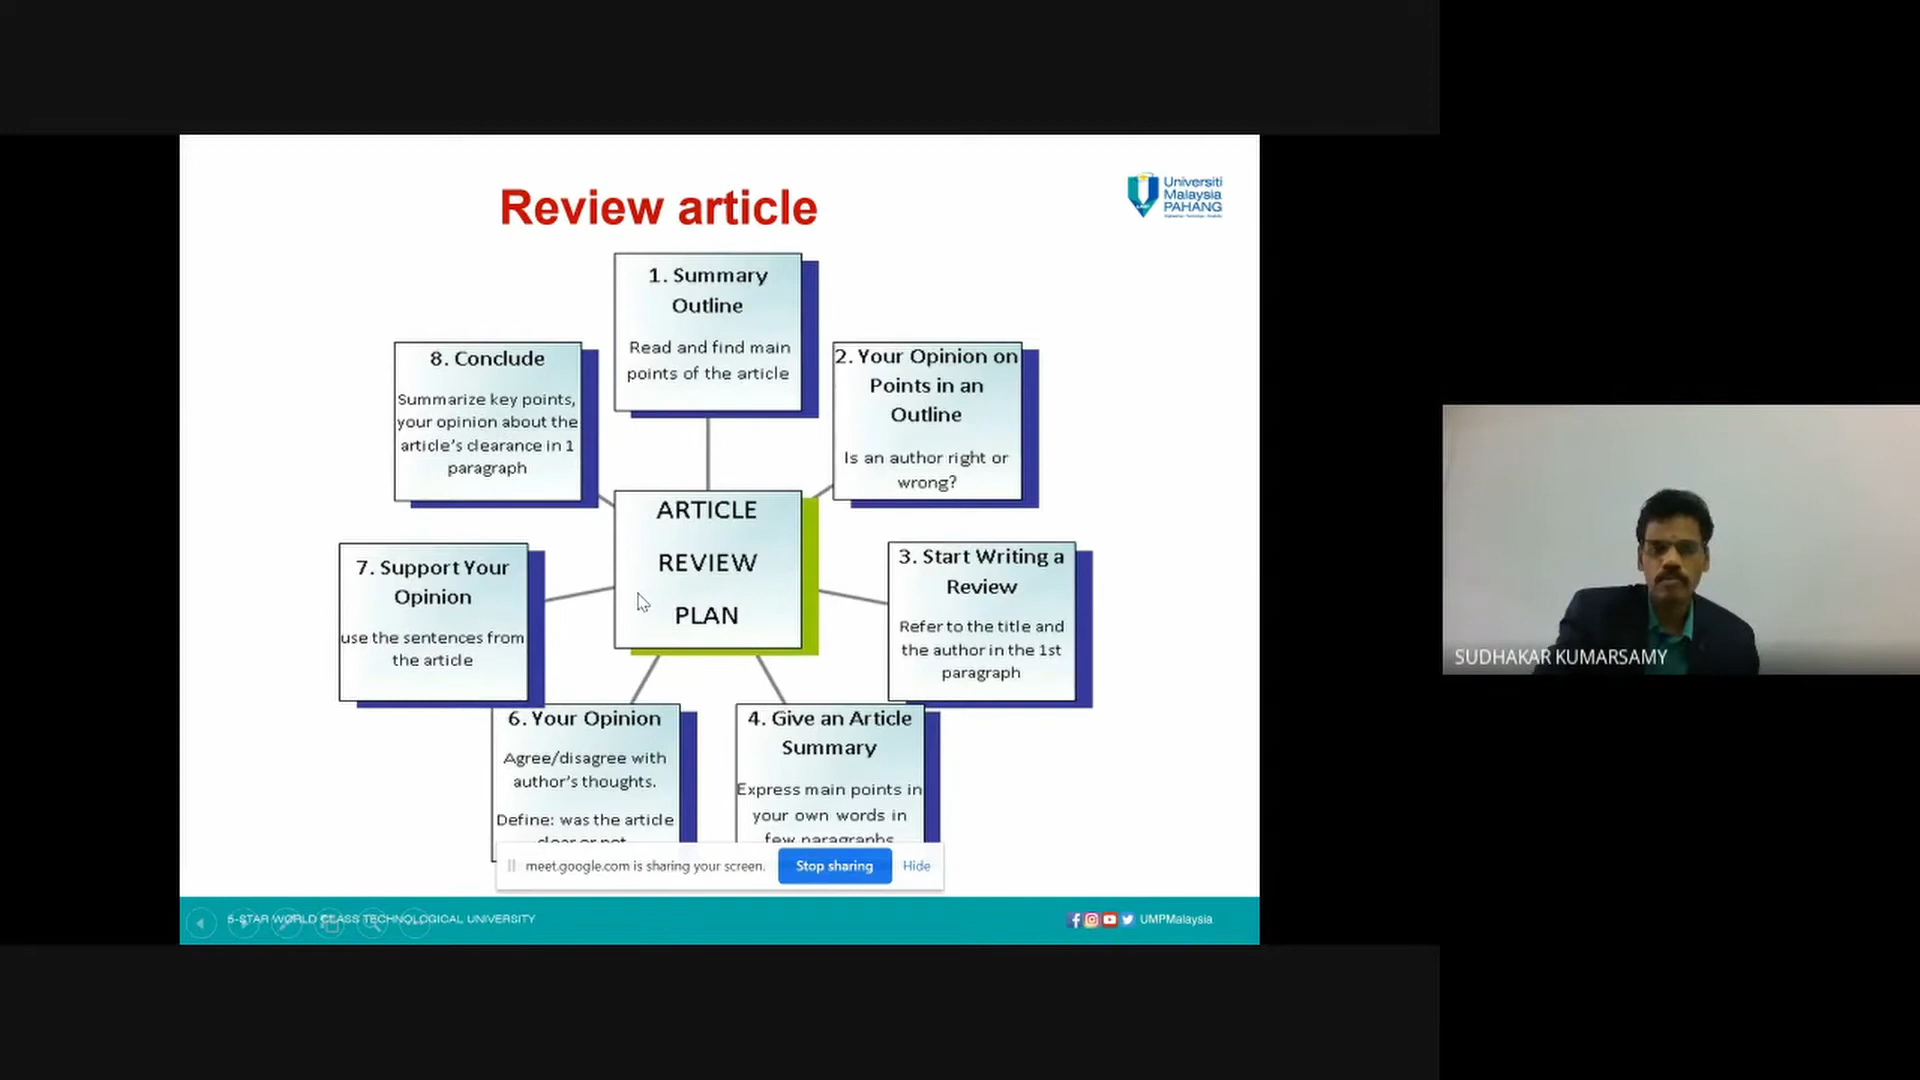 Review article
Universiti
Malaysia
PAHANG
1. Summary
Outline
Read and find main
points of the article
8. Conclude
Summarize key points,
your opinion about the
article's clearance in 1
paragraph
2. Your Opinion on
Points in an
Outline
Is an author right or
wrong?
ARTICLE
REVIEW
PLAN
7. Support Your
Opinion
use the sentences from
the article
3. Start Writing a
Review
Refer to the title and
the author in the 1st
paragraph
6. Your Opinion
Agree/disagree with
author's thoughts.
Define: was the article
clear or not
4. Give an Article
Summary
Express main points in
your own words in
few paragraphs
meet.google.com is sharing your screen.
Stop sharing
Hide
5-STAR WORLD CLASS TECHNOLOGICAL UNIVERSITY
UMPMalaysia
SUDHAKAR KUMARSAMY